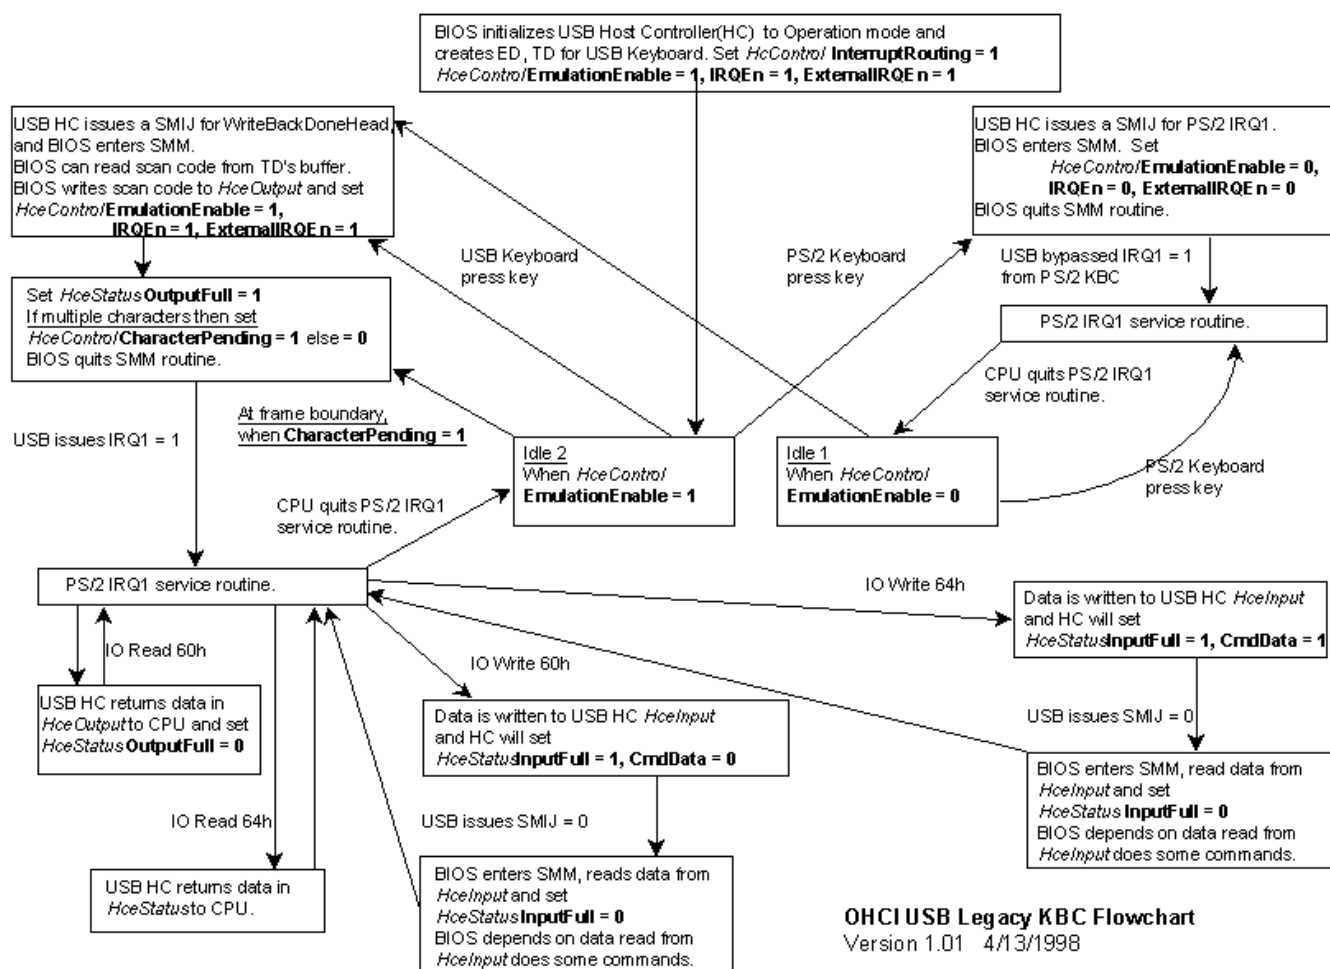 BIOS initializes USB Host Controller(HC) to Operation mode and
creates ED, TD for USB Keyboard. Set HcControl InterruptRouting = 1
HceControl/EmulationEnable = 1, IRQEn = 1, ExternalIRQEn = 1
USB HC issues a SMIJ for WriteBackDoneHead,
and BIOS enters SMM.
BIOS can read scan code from TD's buffer.
BIOS writes scan code to HceOutput and set
HceControl/EmulationEnable = 1,
IRQEn = 1, ExternalIRQEn = 1
USB HC issues a SMIJ for PS/2 IRQ1.
BIOS enters SMM. Set
HceControl/EmulationEnable = 0,
IRQEn = 0, ExternalIRQEn = 0
BIOS quits SMM routine.
USB Keyboard
press key
PS/2 Keyboard
press key
USB bypassed IRQ1 = 1
from PS/2 KBC
Set HceStatus OutputFull = 1
If multiple characters then set
HceControl/CharacterPending = 1 else = 0
BIOS quits SMM routine.
PS/2 IRQ1 service routine.
CPU quits PS/2 IRQ1
service routine.
At frame boundary,
when CharacterPending = 1
USB issues IRQ1 = 1
Idle 2
When HceControl/
EmulationEnable = 1
Idle 1
When HceControl/
EmulationEnable = 0
PS/2 Keyboard
press key
CPU quits PS/2 IRQ1
service routine.
PS/2 IRQ1 service routine.
IO Write 64h
Data is written to USB HC HceInput
and HC will set
HceStatusInputFull = 1, CmdData = 1
IO Read 60h
IO Write 60h
USB HC returns data in
HceOutput to CPU and set
HceStatus OutputFull = 0
Data is written to USB HC HceInput
and HC will set
HceStatusInputFull = 1, CmdData = 0
USB issues SMIJ = 0
BIOS enters SMM, read data from
HceInput and set
HceStatus InputFull = 0
BIOS depends on data read from
HceInput does some commands.
IO Read 64h
USB issues SMIJ = 0
USB HC returns data in
HceStatus to CPU.
BIOS enters SMM, reads data from
HceInput and set
HceStatus InputFull = 0
BIOS depends on data read from
HceInput does some commands.
OHCI USB Legacy KBC Flowchart
Version 1.01 4/13/1998